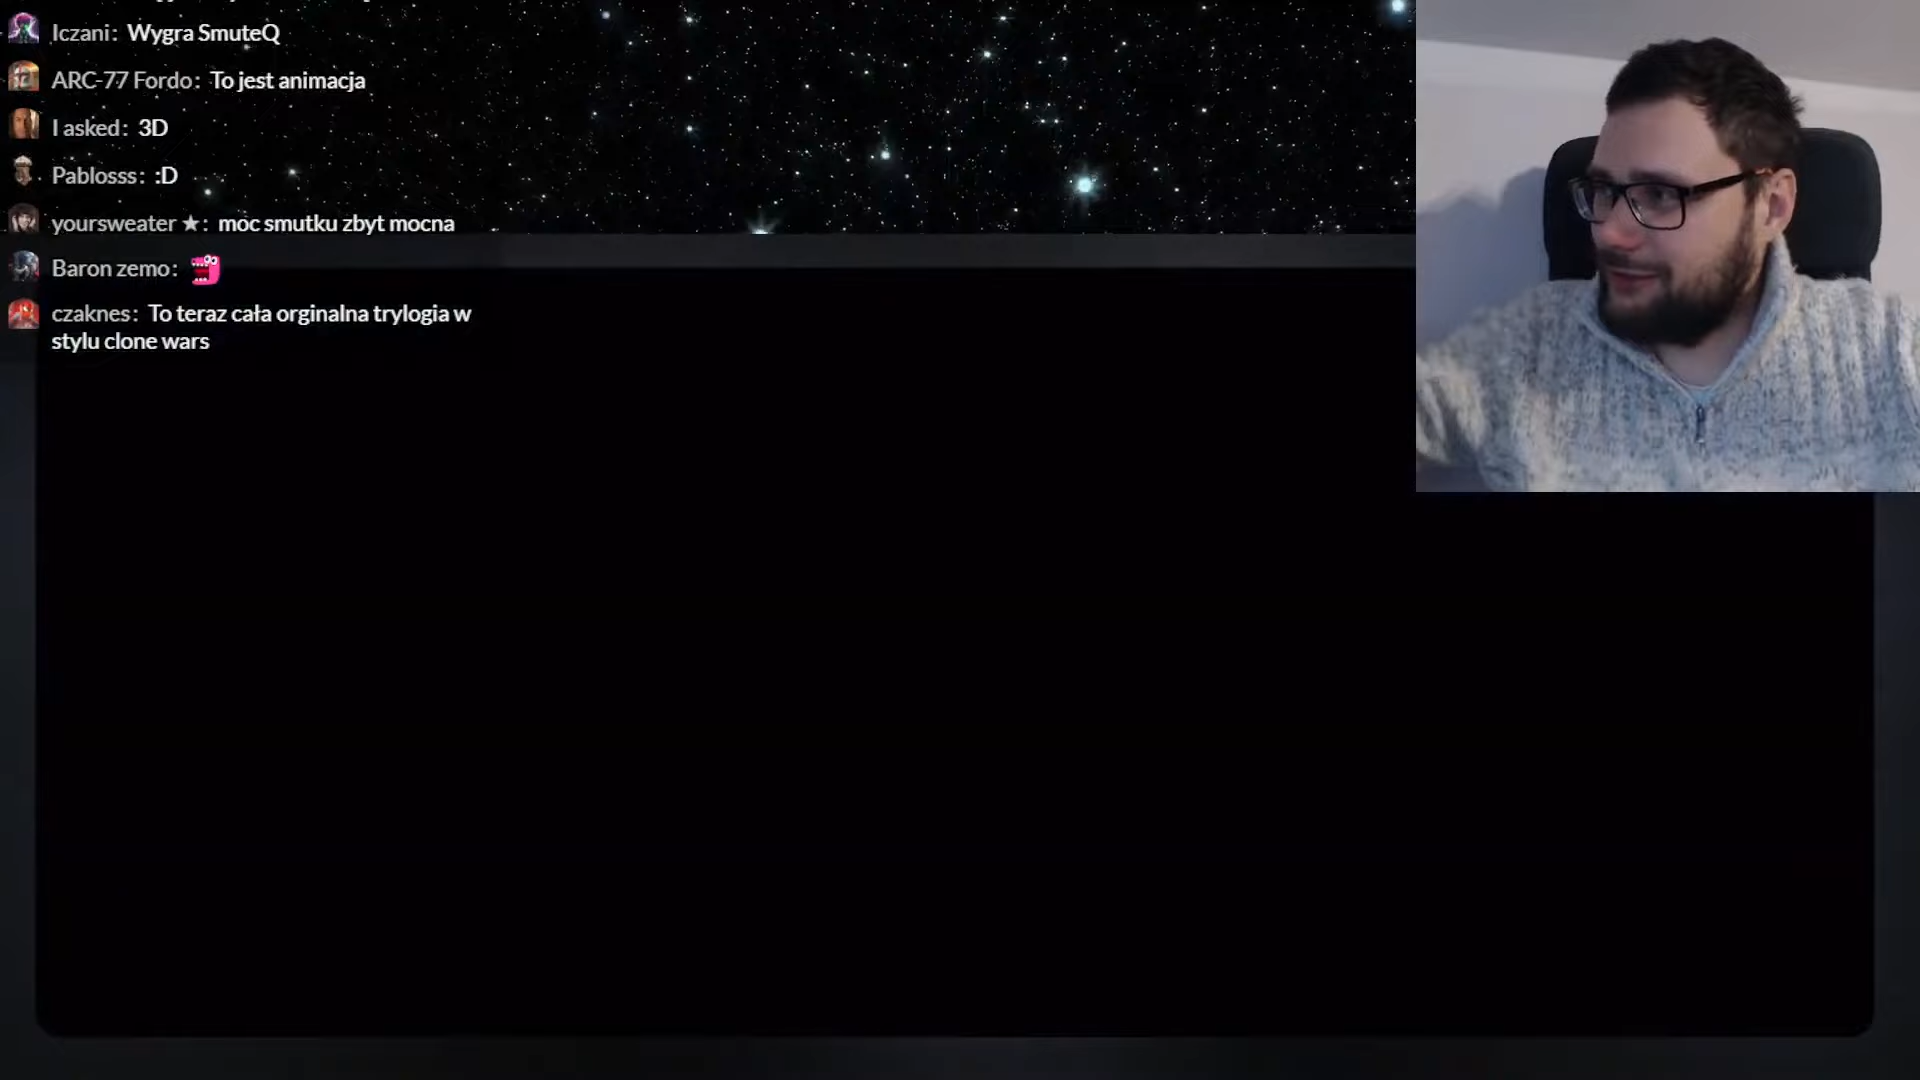 Iczani: Wygra SmuteQ
ARC-77 Fordo: To jest animacja
I asked: 3D
Pablosss: :D
yoursweater ★: moc smutku zbyt mocna
Baron zemo:
czaknes: To teraz cała orginalna trylogia w
stylu clone wars